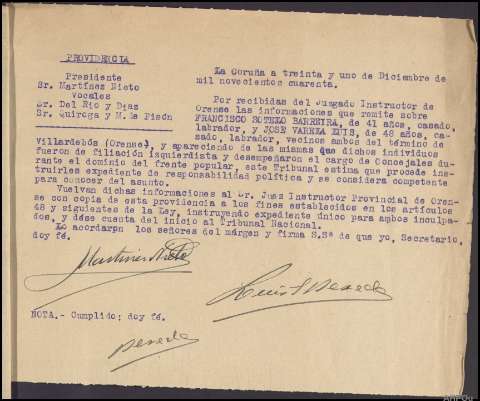 PROVIDENCIA
Presidente
Sr. Martínez Nieto
Vocales
Sr. Del Río y Díaz
Sr. Quiroga y M. de Pisón
La Coruña a treinta y uno de Diciembre de
mil novecientos cuarenta.
Por recibidas del Juzgado Instructor de
Orense las informaciones que remite sobre
FRANCISCO SOTELO BARREIRA, de 41 años, casado,
labrador, y JOSE VARELA LUIS, de 48 años, ca-
sado, labrador, vecinos ambos del término de
Villardebós (Orense), y apareciendo de las mismas que dichos individuos
fueron de filiación izquierdista y desempeñaron el cargo de Concejales du-
rante el dominio del frente popular, este Tribunal estima que procede ins-
truirles expediente de responsabilidad política y se considera competente
para conocer del asunto.
Vuelvan dichas informaciones al Sr. Juez Instructor Provincial de Oren-
se con copia de esta providencia a los fines establecidos en los artículos
48 y siguientes de la Ley, instruyendo expediente único para ambos inculpa-
dos, y dése cuenta del inicio al Tribunal Nacional.
Lo acordaron los señores del márgen y firma S.Sª de que yo, Secretario,
doy fé.
Martínez Nieto
NOTA.- Cumplido; doy fé.